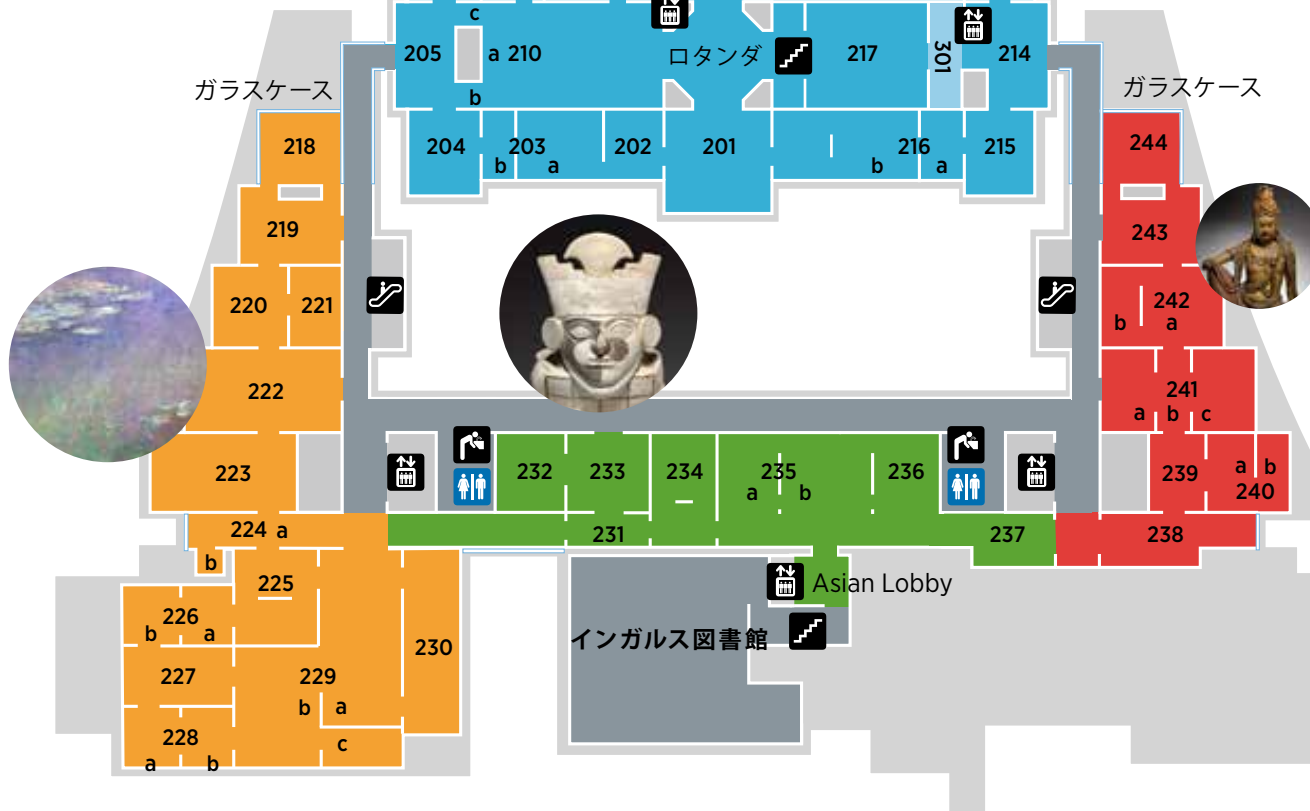 c
205
a 210
ロタンダ
217
301
214
b
ガラスケース
ガラスケース
204
203
b
a
202
201
216
b
a
215
218
219
220
221
222
223
224 a
b
225
226
b
a
227
228
a
b
229
b
a
c
230
232
233
234
235
a
b
236
231
237
Asian Lobby
インガルス図書館
244
243
242
b
a
241
a
b
c
239
a
b
240
238